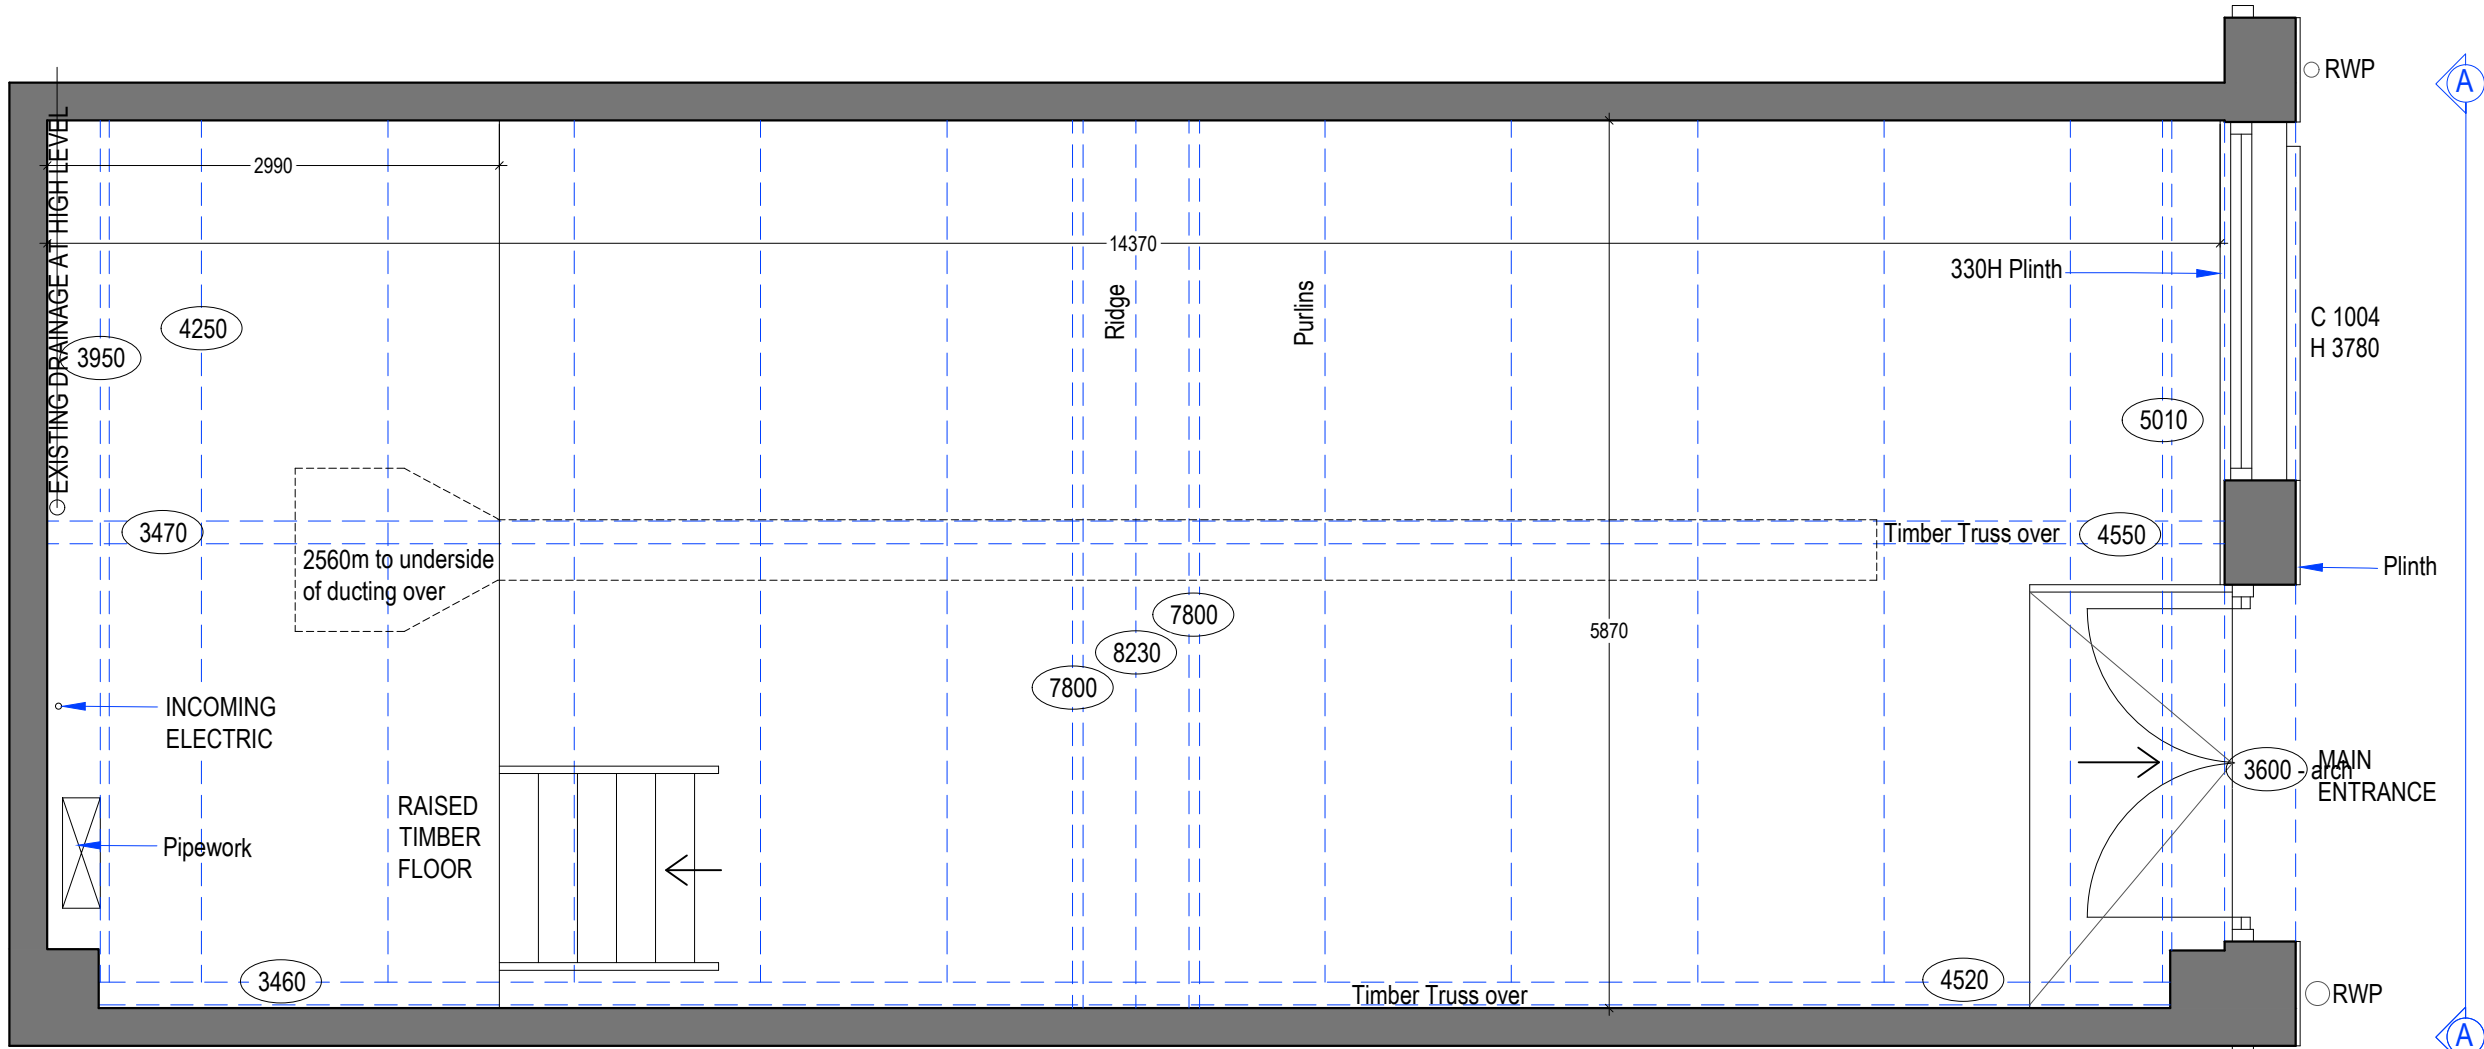 RWP
A
EXISTING DRAINAGE AT HIGH LEVEL
2990
14370
330H Plinth
Ridge
Purlins
C 1004
H 3780
4250
3950
5010
3470
Timber Truss over
4550
2560m to underside
of ducting over
Plinth
7800
8230
7800
5870
INCOMING
ELECTRIC
3600 - arch
MAIN
ENTRANCE
RAISED
TIMBER
FLOOR
Pipework
3460
4520
Timber Truss over
RWP
A